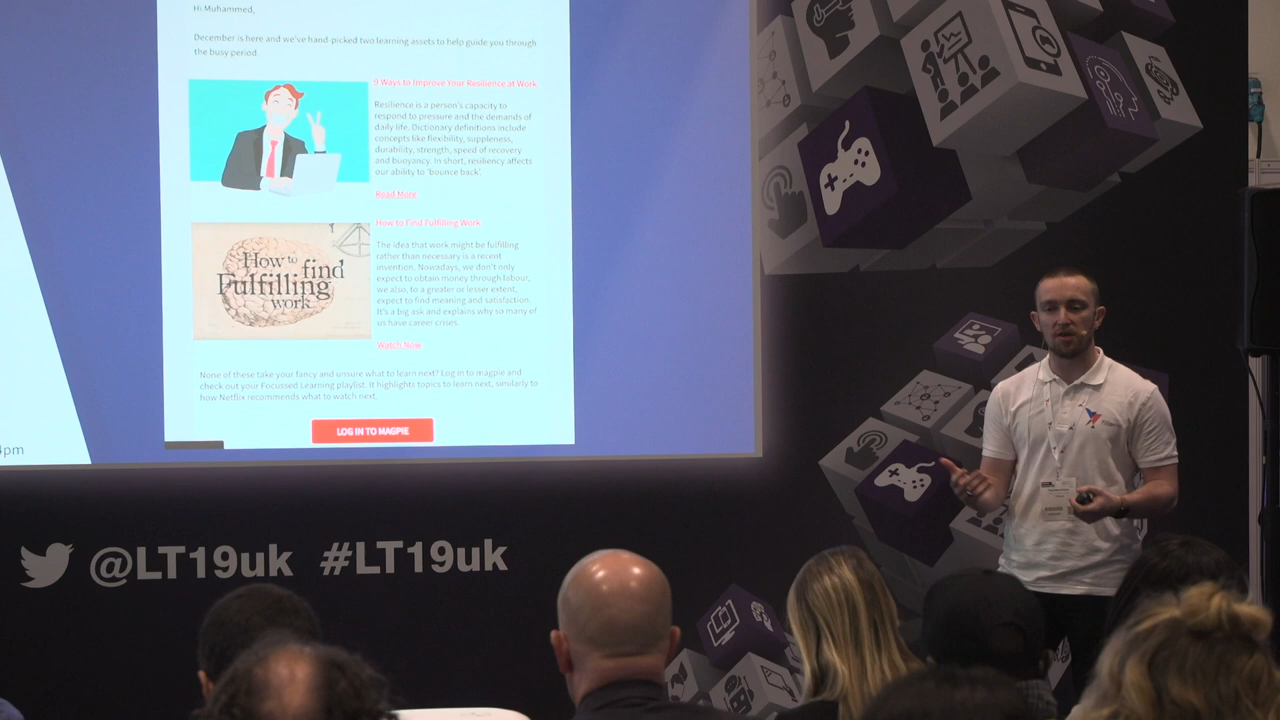 Hi Muhammed,
December is here and we've hand-picked two learning assets to help guide you through
the busy period.
9 Ways to Improve Your Resilience at Work
Resilience is a person's capacity to
respond to pressure and the demands of
daily life. Dictionary definitions include
concepts like flexibility, suppleness,
durability, strength, speed of recovery
and buoyancy. In short, resiliency affects
our ability to 'bounce back'.
Read More
How to find
Fulfilling
work
How to Find Fulfilling Work
The idea that work might be fulfilling
rather than necessary is a recent
invention. Nowadays, we don't only
expect to obtain money through labour,
we also, to a greater or lesser extent,
expect to find meaning and satisfaction.
It's a big ask and explains why so many of
us have career crises.
Watch Now
None of these take your fancy and unsure what to learn next? Log in to magpie and
check out your Focussed Learning playlist. It highlights topics to learn next, similarly to
how Netflix recommends what to watch next.
LOG IN TO MAGPIE
4pm
@LT19uk #LT19uk